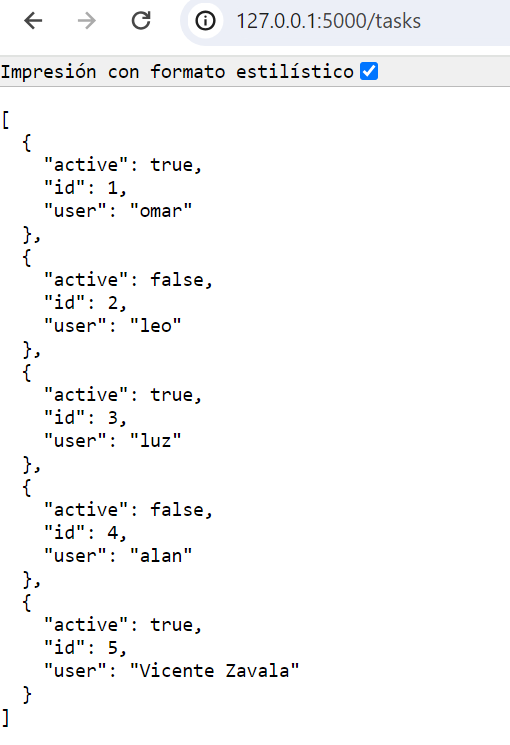 127.0.0.1:5000/tasks
Impresión con formato estilístico
[
  {
    "active": true,
    "id": 1,
    "user": "omar"
  },
  {
    "active": false,
    "id": 2,
    "user": "leo"
  },
  {
    "active": true,
    "id": 3,
    "user": "luz"
  },
  {
    "active": false,
    "id": 4,
    "user": "alan"
  },
  {
    "active": true,
    "id": 5,
    "user": "Vicente Zavala"
  }
]